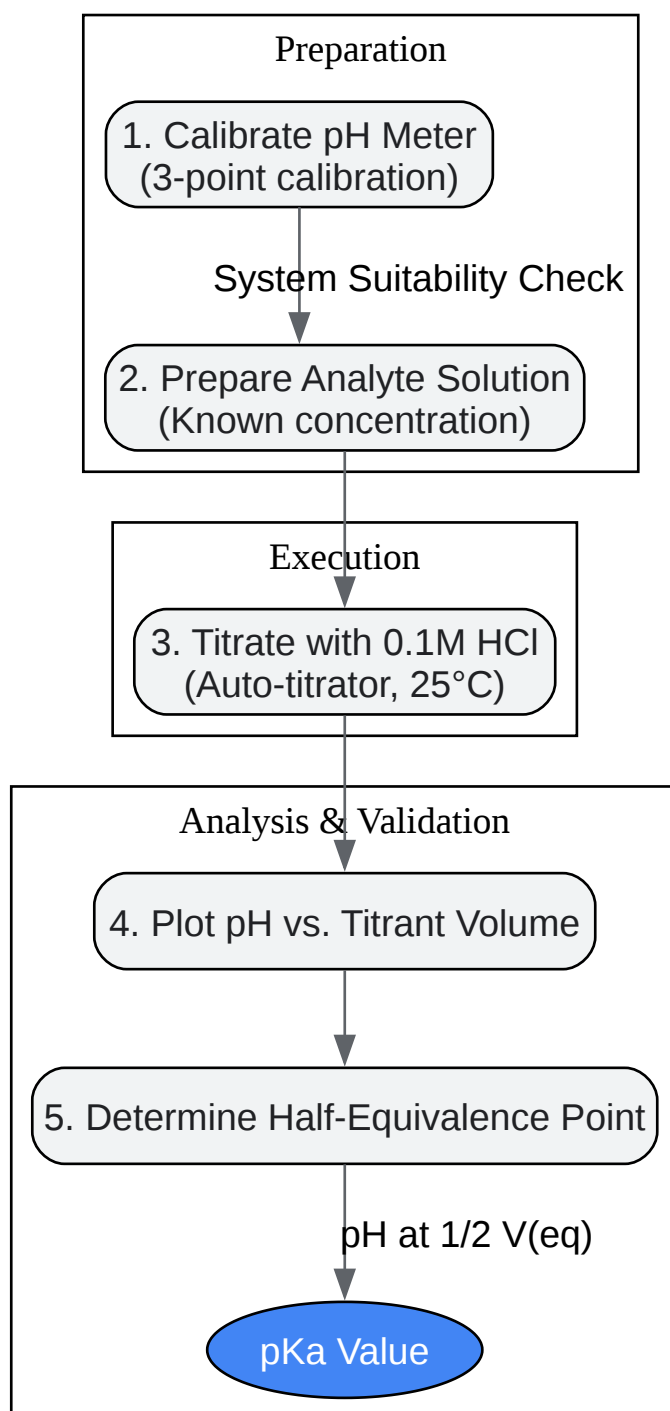 Preparation
1. Calibrate pH Meter
(3-point calibration)
System Suitability Check
2. Prepare Analyte Solution
(Known concentration)
Execution
3. Titrate with 0.1M HCl
(Auto-titrator, 25°C)
Analysis & Validation
4. Plot pH vs. Titrant Volume
5. Determine Half-Equivalence Point
pH at 1/2 V(eq)
pKa Value